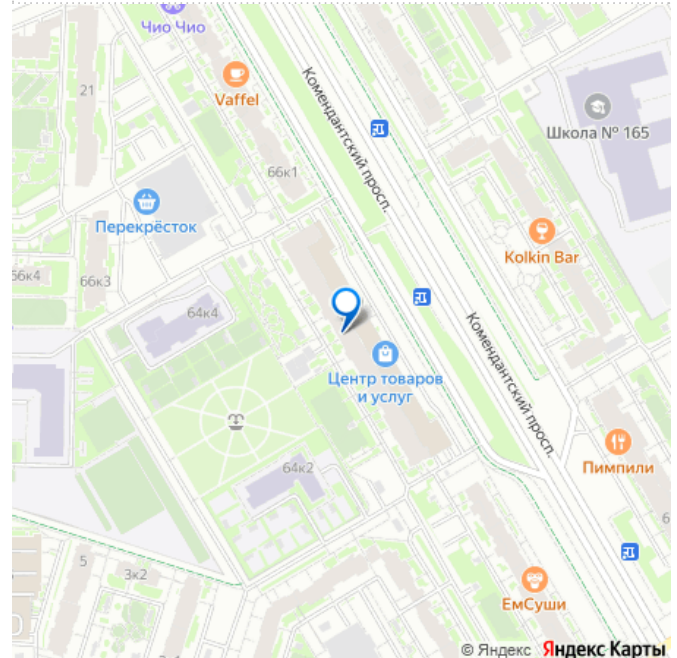 Чио Чио
21
Vaffel
Комендантский просп.
Школа № 165
66к1
Перекрёсток
Kolkin Bar
66к3
64к4
Комендантский просп.
Центр товаров
и услуг
64к2
Пимпили
5
3к2
ЕмСуши
© Яндекс Яндекс Карты